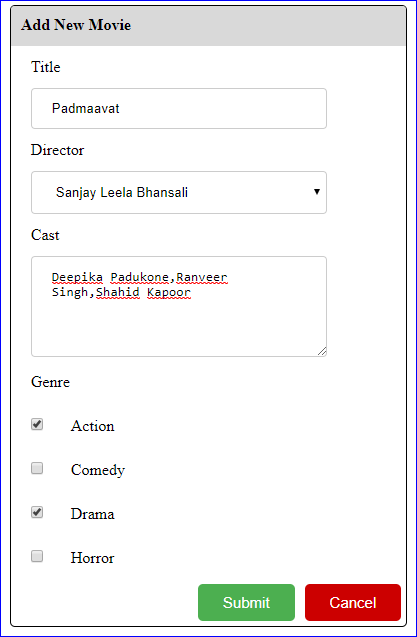 Add New Movie
Title
Padmaavat
Director
Sanjay Leela Bhansali
Cast
Deepika Padukone,Ranveer
Singh,Shahid Kapoor
Genre
Action
Comedy
Drama
Horror
Submit Cancel